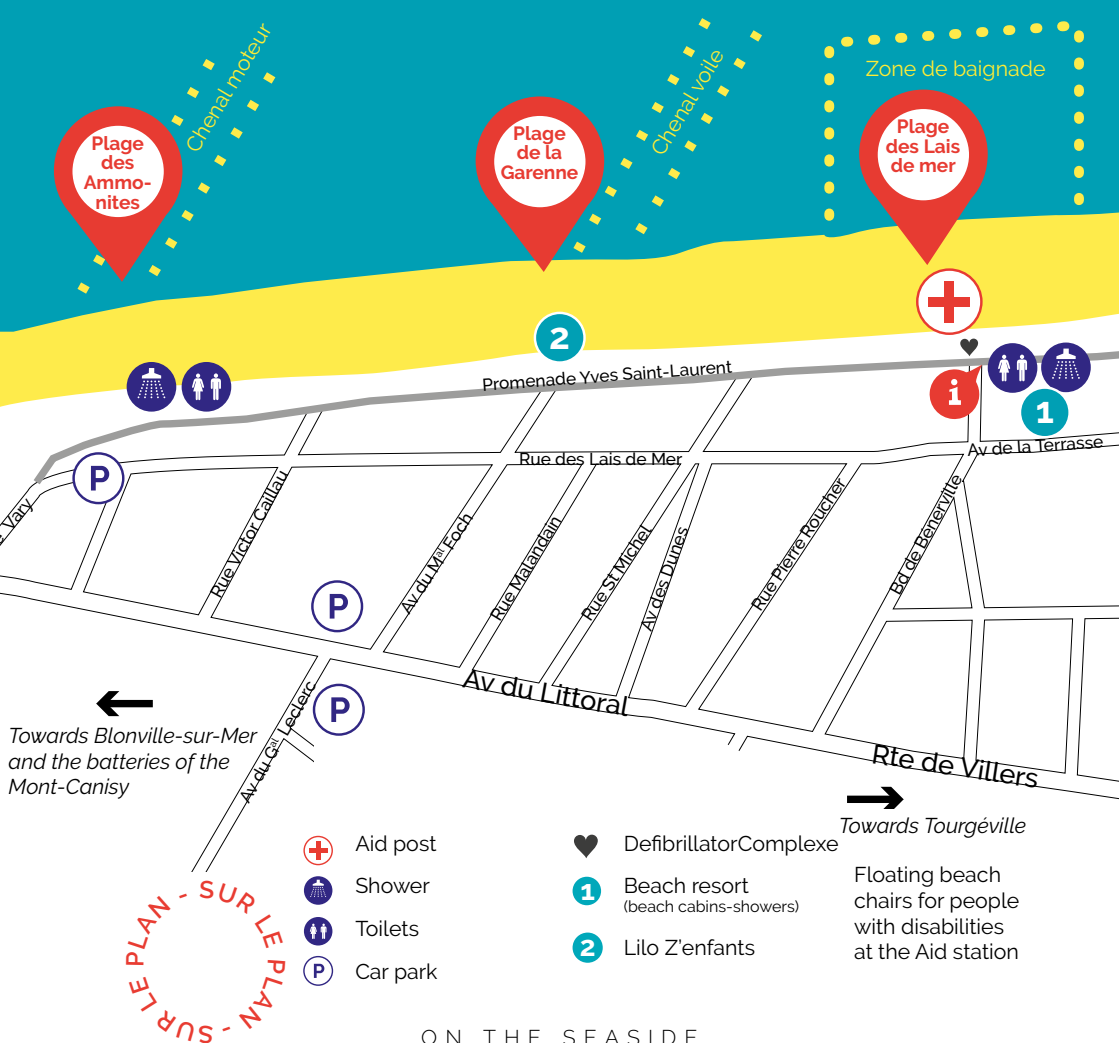 Chenal moteur
Chenal voile
Zone de baignade
Plage
des
Ammo-
nites
Plage
de la
Garenne
Plage
des Lais
de mer
2
Promenade Yves Saint-Laurent
i
1
Av de la Terrasse
Rue des Lais de Mer
P
Vary
Rue Victor Caillau
Av du Mal Foch
Rue Malandain
Rue St Michel
Av des Dunes
Rue Pierre Roucher
Bd de Bénerville
P
P
Av du Littoral
Av du Gal Leclerc
Rte de Villers
Towards Blonville-sur-Mer
and the batteries of the
Mont-Canisy
Towards Tourgéville
Aid post
Shower
Toilets
P
Car park
DefibrillatorComplexe
1
Beach resort
(beach cabins-showers)
2
Lilo Z'enfants
Floating beach
chairs for people
with disabilities
at the Aid station
SUR LE PLAN - SUR LE PLAN -
ON THE SEASIDE